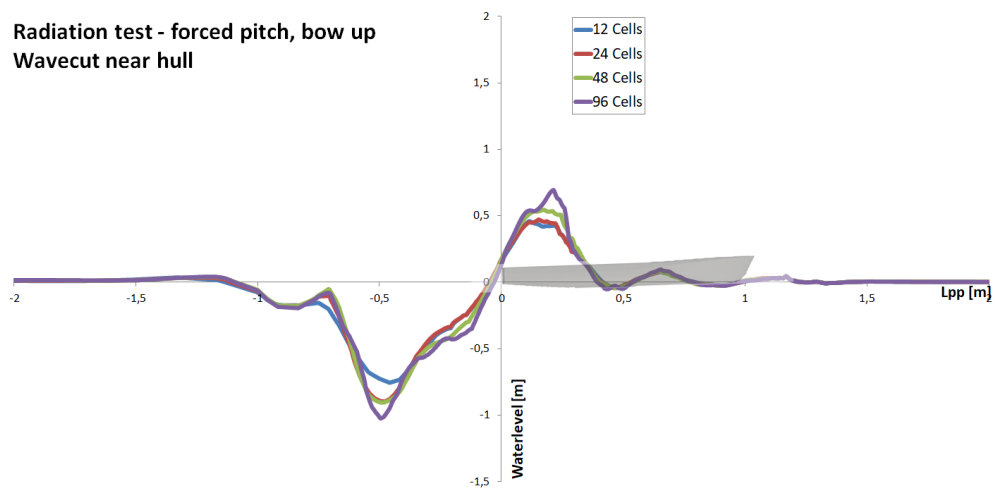 Radiation test - forced pitch, bow up
Wavecut near hull
12 Cells
24 Cells
48 Cells
96 Cells
2
1,5
1
0,5
0
-0,5
-1
-1,5
-2
-1,5
-1
-0,5
0
0,5
1
1,5
2
Lpp [m]
Waterlevel [m]